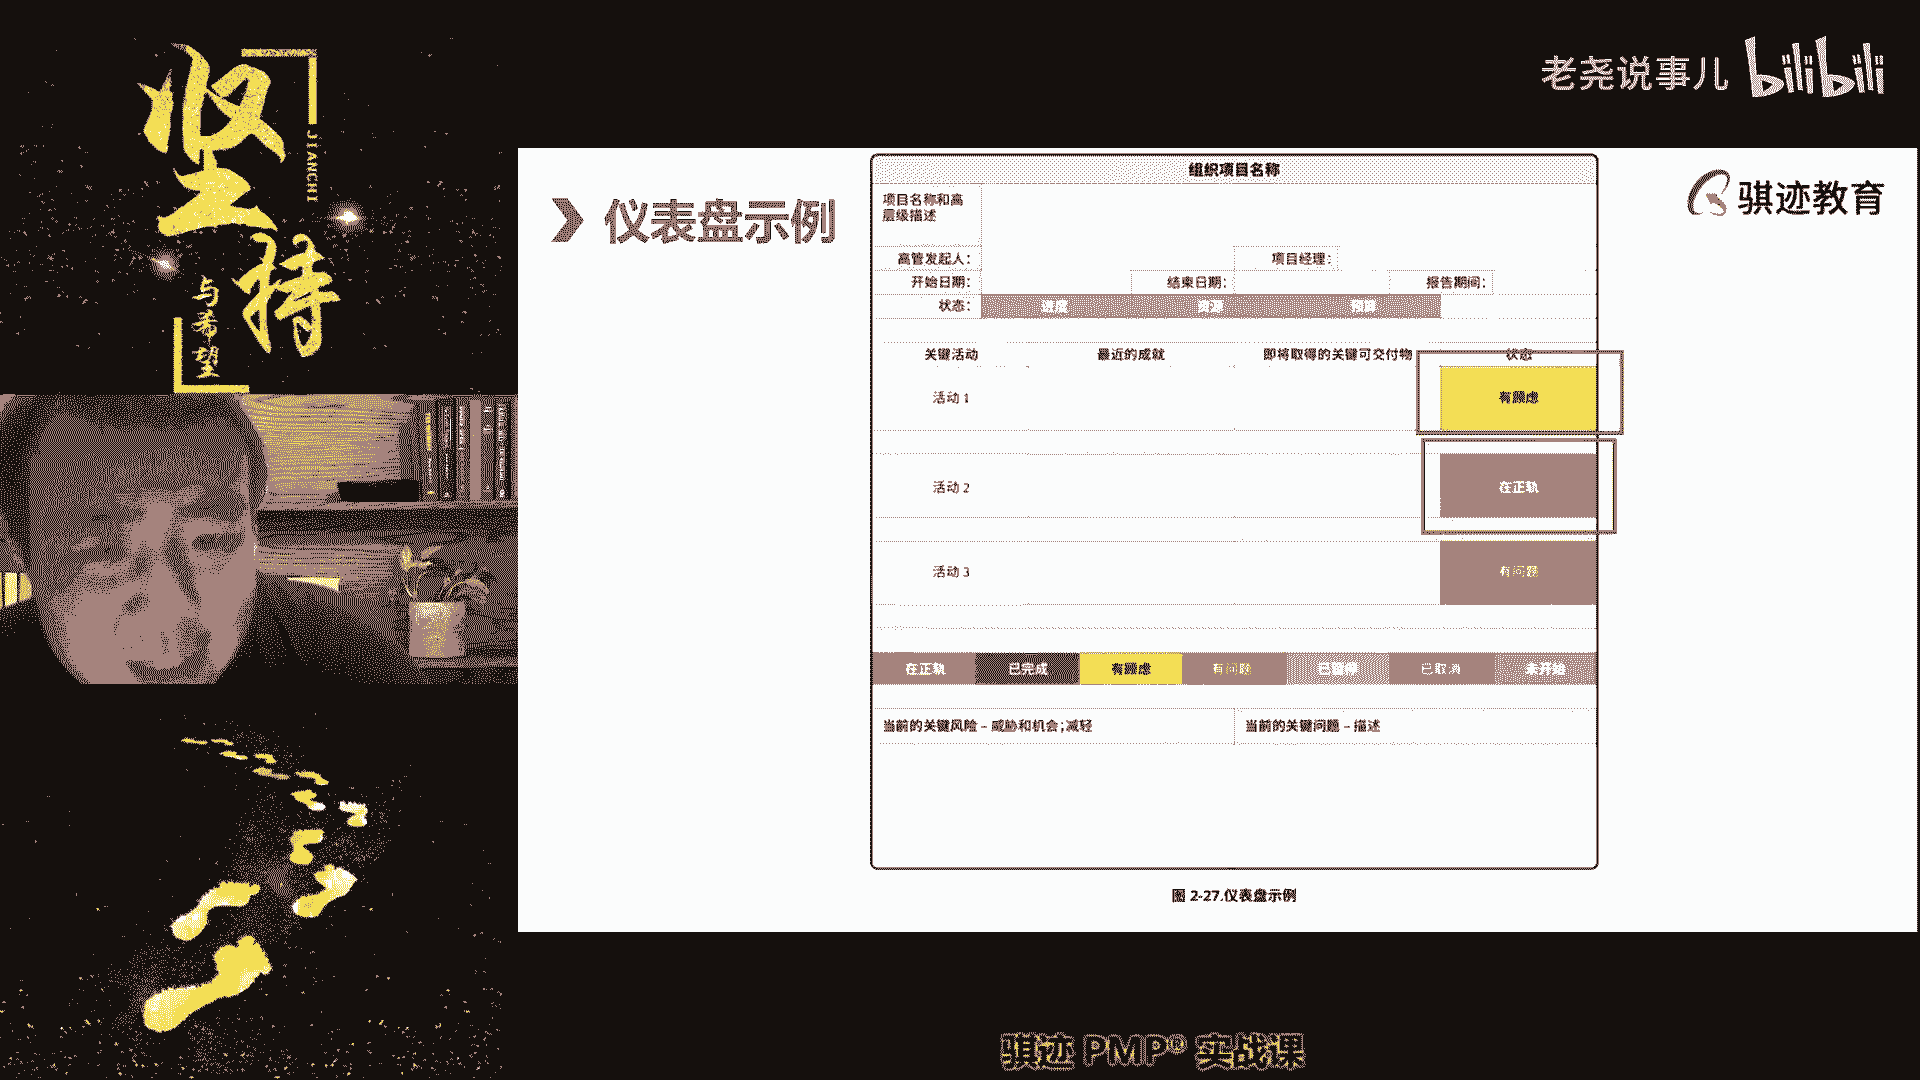 坚持
JIANCHI
与希望
老尧说事儿 bilibili
仪表盘示例
骐迹教育
组织项目名称
项目名称和高
层级描述
高管发起人：
项目经理：
开始日期：
结束日期：
报告期间：
状态：
进度
资源
预算
关键活动
最近的成就
即将取得的关键可交付物
状态
活动 1
有顾虑
活动 2
在正轨
活动 3
有问题
在正轨
已完成
有顾虑
有问题
已暂停
已取消
未开始
当前的关键风险 – 威胁和机会；减轻
当前的关键问题 – 描述
图 2-27.仪表盘示例
骐迹 PMP® 实战课